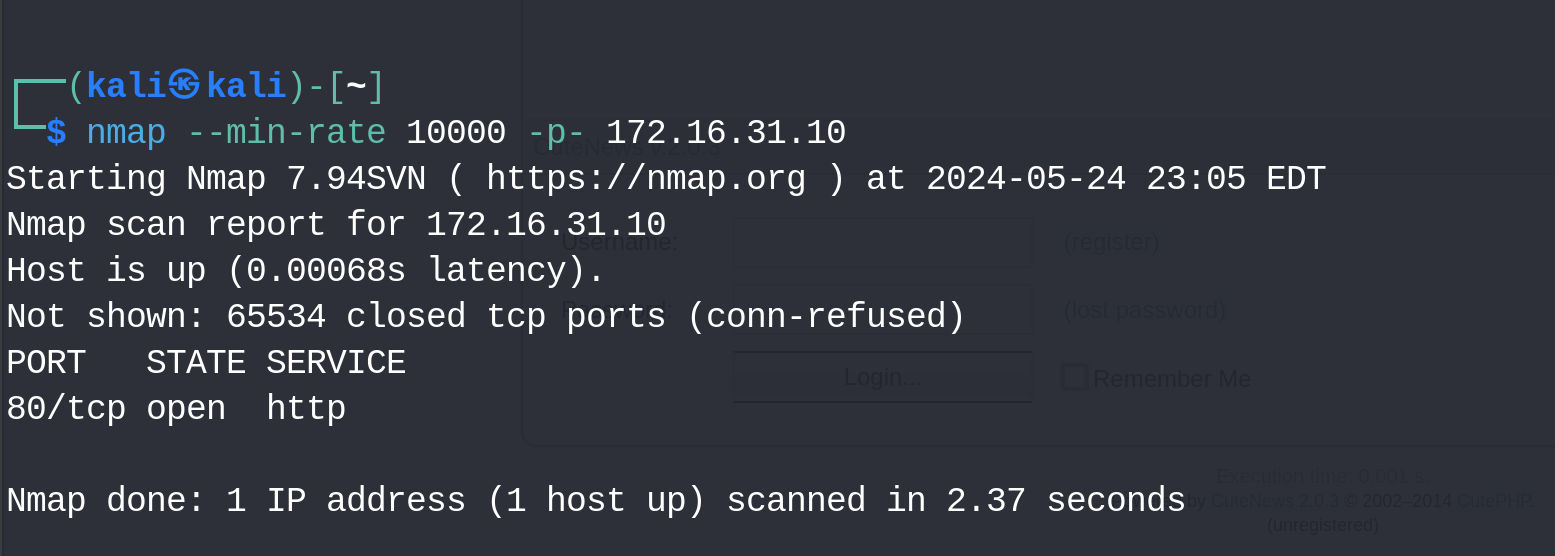 ┌──(kali㉿kali)-[~]
└─$ nmap --min-rate 10000 -p- 172.16.31.10
Starting Nmap 7.94SVN ( https://nmap.org ) at 2024-05-24 23:05 EDT
Nmap scan report for 172.16.31.10
Host is up (0.00068s latency).
Not shown: 65534 closed tcp ports (conn-refused)
PORT   STATE SERVICE
80/tcp open  http
Nmap done: 1 IP address (1 host up) scanned in 2.37 seconds
CuteNews
Username:
(register)
(lost password)
Login...
Remember Me
Execution time: 0.001 s.
by CuteNews 2.0.3 © 2002–2014 CutePHP.
(unregistered)